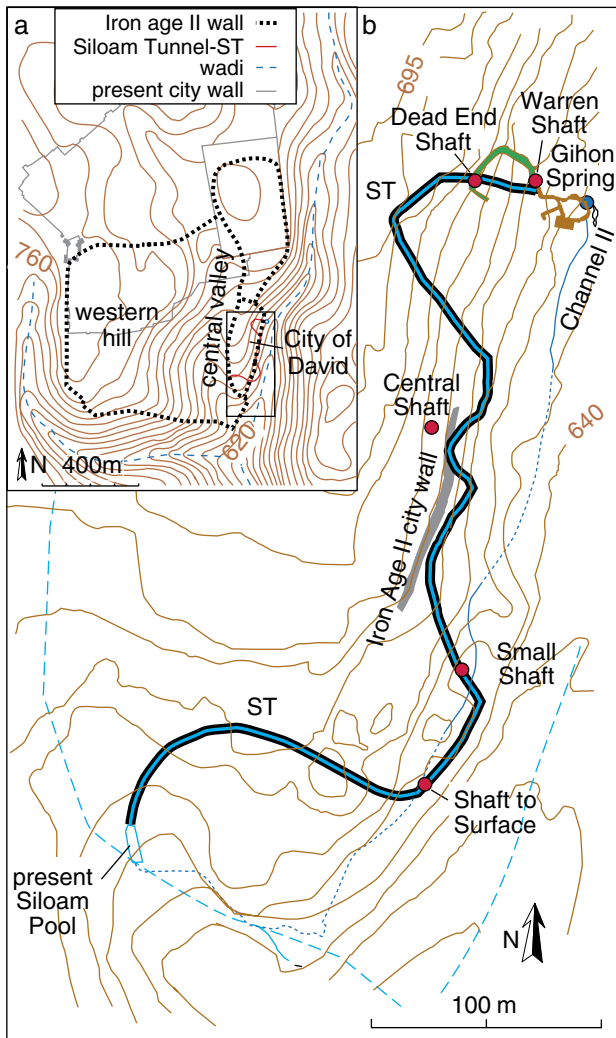 a
Iron age II wall
Siloam Tunnel-ST
wadi
present city wall
760
western
hill
central valley
City of
David
620
N
400m
b
695
Dead End
Shaft
Warren
Shaft
Gihon
Spring
ST
Channel II
Central
Shaft
640
Iron Age II city wall
Small
Shaft
ST
Shaft to
Surface
present
Siloam
Pool
N
100 m